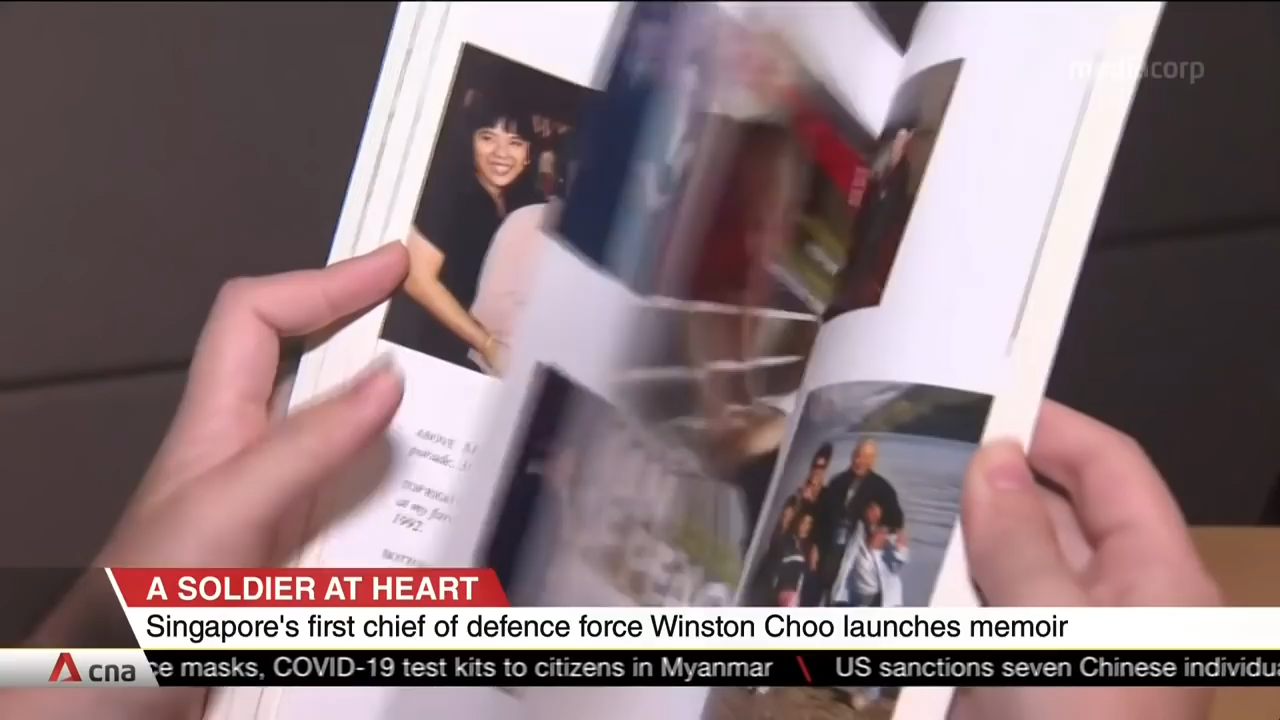 mediacorp
1992.
A SOLDIER AT HEART
Singapore's first chief of defence force Winston Choo launches memoir
cna
ce masks, COVID-19 test kits to citizens in Myanmar \ US sanctions seven Chinese individu